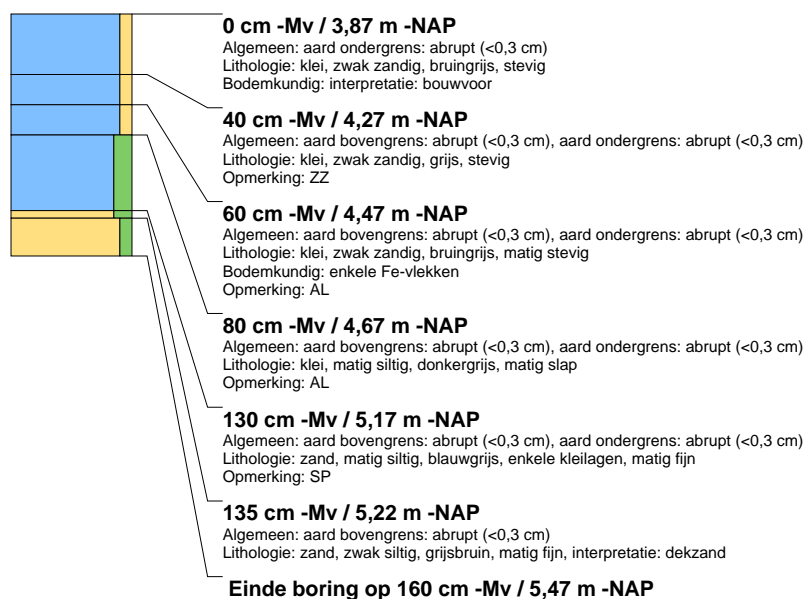 0 cm -Mv / 3,87 m -NAP
Algemeen: aard ondergrens: abrupt (<0,3 cm)
Lithologie: klei, zwak zandig, bruingrijs, stevig
Bodemkundig: interpretatie: bouwvoor
40 cm -Mv / 4,27 m -NAP
Algemeen: aard bovengrens: abrupt (<0,3 cm), aard ondergrens: abrupt (<0,3 cm)
Lithologie: klei, zwak zandig, grijs, stevig
Opmerking: ZZ
60 cm -Mv / 4,47 m -NAP
Algemeen: aard bovengrens: abrupt (<0,3 cm), aard ondergrens: abrupt (<0,3 cm)
Lithologie: klei, zwak zandig, bruingrijs, matig stevig
Bodemkundig: enkele Fe-vlekken
Opmerking: AL
80 cm -Mv / 4,67 m -NAP
Algemeen: aard bovengrens: abrupt (<0,3 cm), aard ondergrens: abrupt (<0,3 cm)
Lithologie: klei, matig siltig, donkergrijs, matig slap
Opmerking: AL
130 cm -Mv / 5,17 m -NAP
Algemeen: aard bovengrens: abrupt (<0,3 cm), aard ondergrens: abrupt (<0,3 cm)
Lithologie: zand, matig siltig, blauwgrijs, enkele kleilagen, matig fijn
Opmerking: SP
135 cm -Mv / 5,22 m -NAP
Algemeen: aard bovengrens: abrupt (<0,3 cm)
Lithologie: zand, zwak siltig, grijsbruin, matig fijn, interpretatie: dekzand
Einde boring op 160 cm -Mv / 5,47 m -NAP